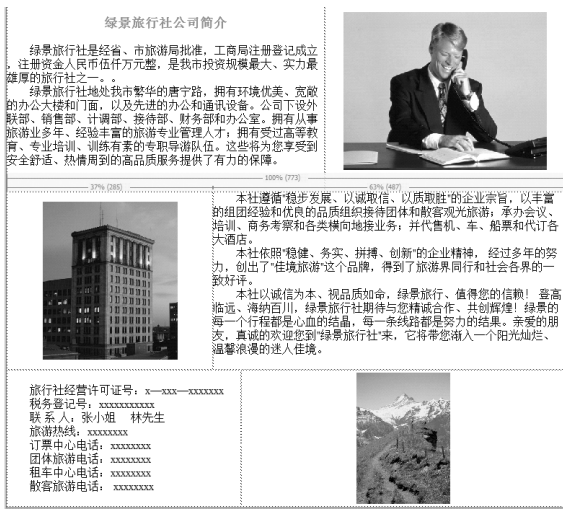 绿景旅行社公司简介
绿景旅行社是经省、市旅游局批准，工商局注册登记成立
，注册资金人民币伍仟万元整，是我市投资规模最大、实力最
雄厚的旅行社之一。。
绿景旅行社地处我市繁华的唐宁路，拥有环境优美、宽敞
的办公大楼和门面，以及先进的办公和通讯设备。公司下设外
联部、销售部、计调部、接待部、财务部和办公室。拥有从事
旅游业多年、经验丰富的旅游专业管理人才；拥有受过高等教
育、专业培训、训练有素的专职导游队伍。这些将为您享受到
安全舒适、热情周到的高品质服务提供了有力的保障。
100% (773)
37% (285)
63% (487)
本社遵循"稳步发展、以诚取信、以质取胜"的企业宗旨，以丰富
的组团经验和优良的品质组织接待团体和散客观光旅游；承办会议、
培训、商务考察和各类横向地接业务；并代售机、车、船票和代订各
大酒店。
本社依照"稳健、务实、拼搏、创新"的企业精神， 经过多年的努
力，创出了"佳境旅游"这个品牌，得到了旅游界同行和社会各界的一
致好评。
本社以诚信为本、视品质如命，绿景旅行、值得您的信赖！ 登高
临远、海纳百川，绿景旅行社期待与您精诚合作、共创辉煌！绿景的
每一个行程都是心血的结晶，每一条线路都是努力的结果。亲爱的朋
友，真诚的欢迎您到"绿景旅行社"来，它将带您渐入一个阳光灿烂、
温馨浪漫的迷人佳境。
旅行社经营许可证号：x—xxx—xxxxxxx
税务登记号：xxxxxxxxxxx
联 系 人：张小姐 林先生
旅游热线：xxxxxxxx
订票中心电话：xxxxxxxx
团体旅游电话：xxxxxxxx
租车中心电话：xxxxxxxx
散客旅游电话： xxxxxxxx